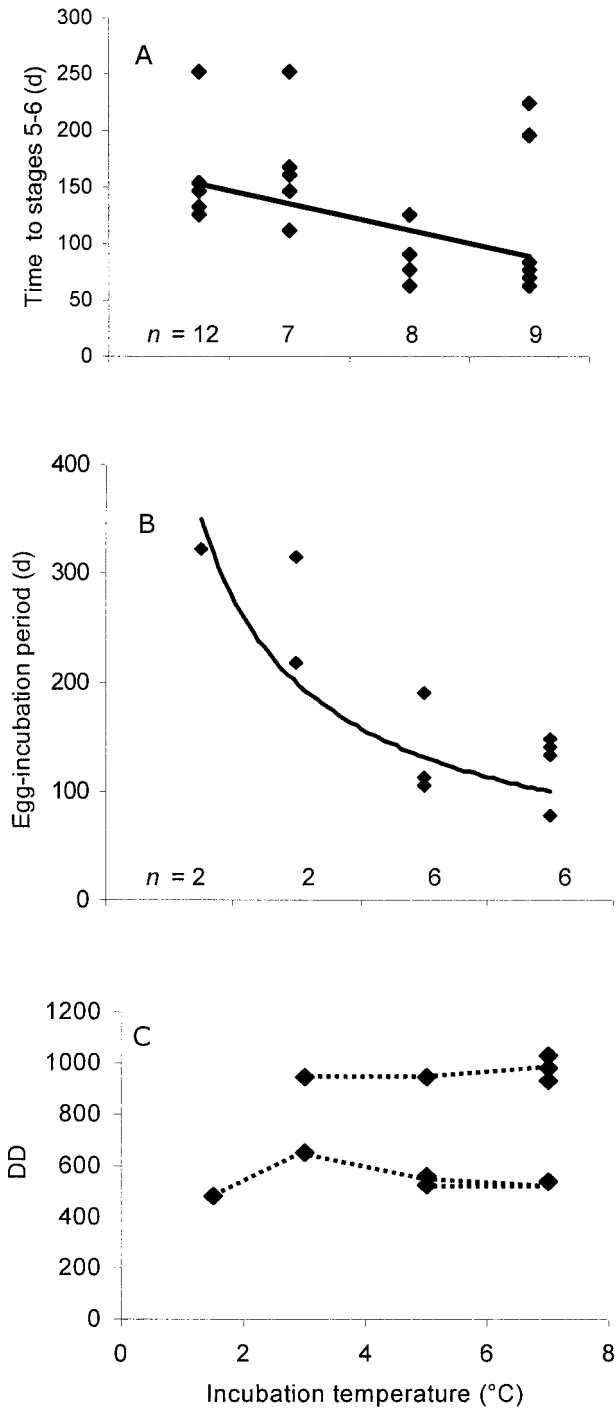 A
Time to stages 5-6 (d)
300
250
200
150
100
50
0
n = 12 7 8 9
B
Egg-incubation period (d)
400
300
200
100
0
n = 2 2 6 6
C
DD
1200
1000
800
600
400
200
0
0 2 4 6 8
Incubation temperature (°C)